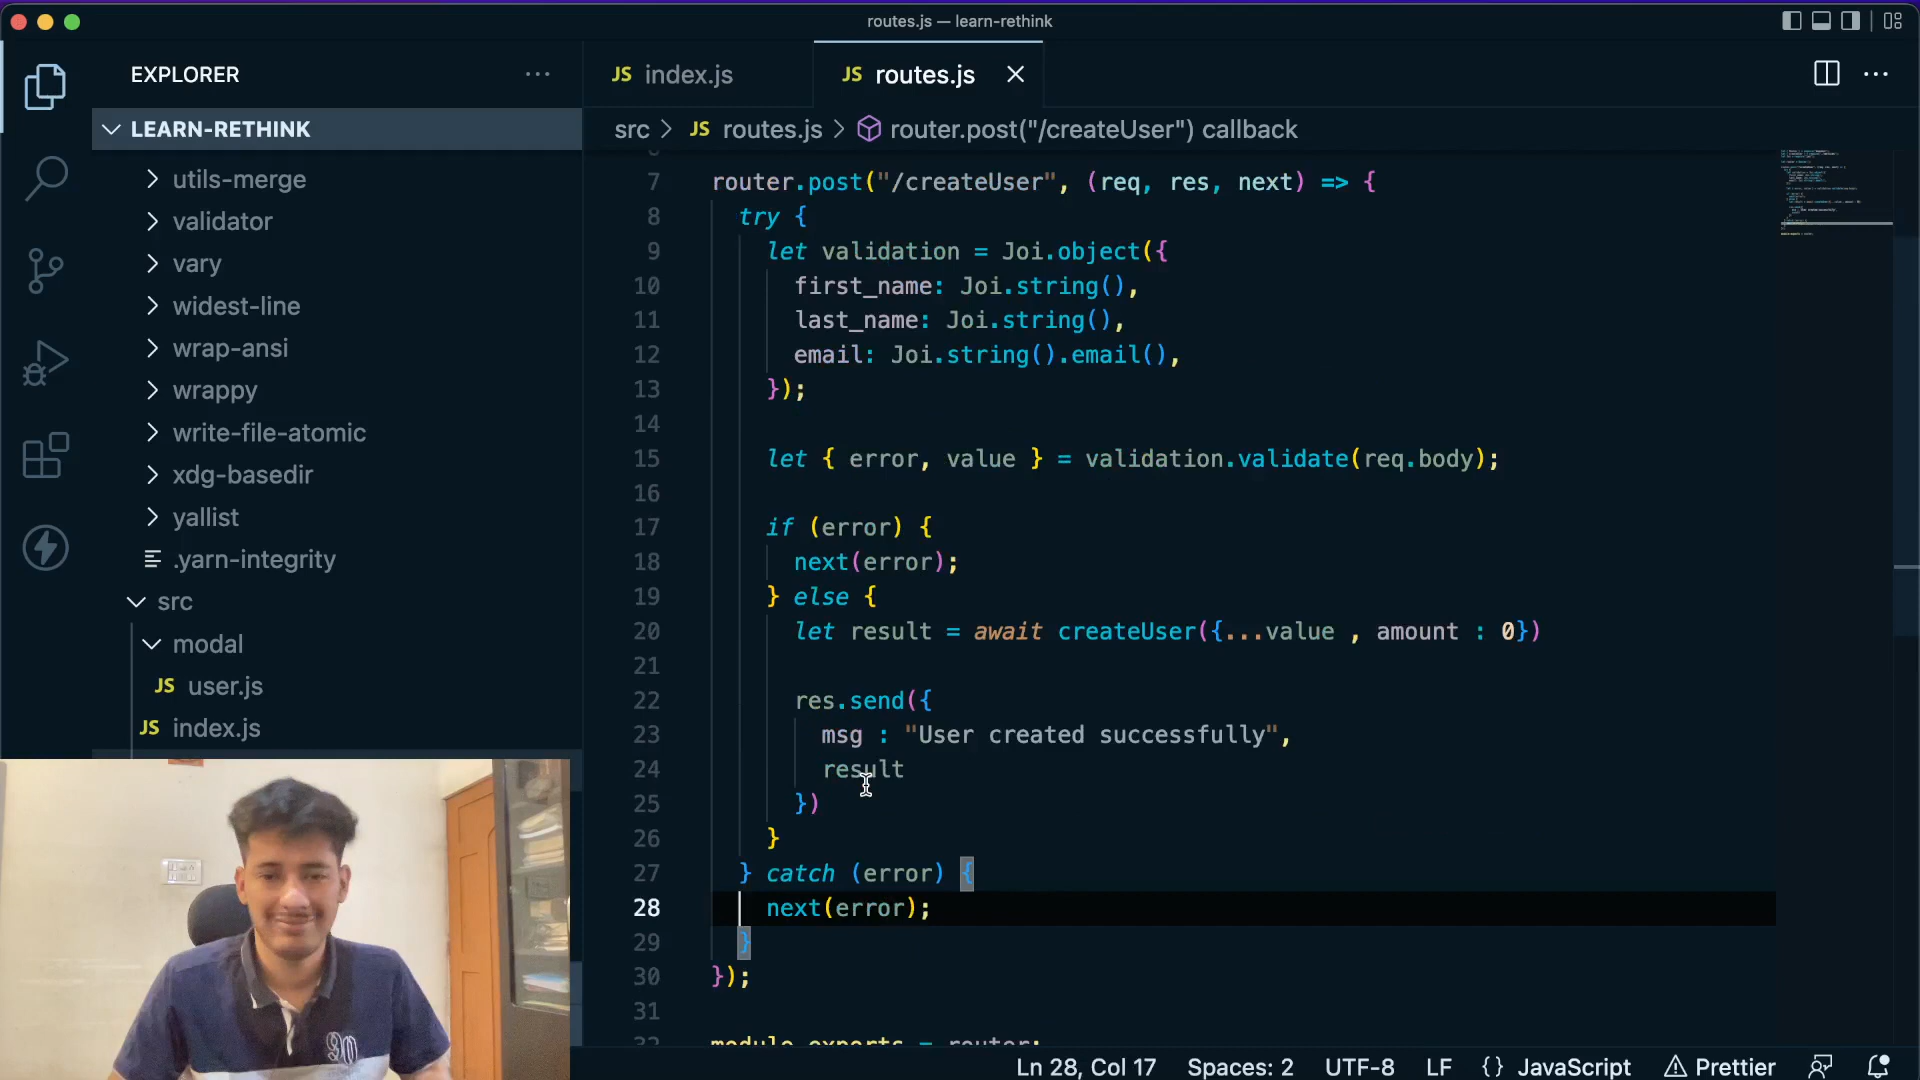 routes.js — learn-rethink
EXPLORER
LEARN-RETHINK
utils-merge
validator
vary
widest-line
wrap-ansi
wrappy
write-file-atomic
xdg-basedir
yallist
.yarn-integrity
src
modal
JS user.js
JS index.js
JS index.js
JS routes.js
src > JS routes.js > router.post("/createUser") callback
7 router.post("/createUser", (req, res, next) => {
8 try {
9 let validation = Joi.object({
10 first_name: Joi.string(),
11 last_name: Joi.string(),
12 email: Joi.string().email(),
13 });
14
15 let { error, value } = validation.validate(req.body);
16
17 if (error) {
18 next(error);
19 } else {
20 let result = await createUser({...value , amount : 0})
21
22 res.send({
23 msg : "User created successfully",
24 result
25 })
26 }
27 } catch (error) {
28 next(error);
29 }
30 });
31
32 module.exports = router;
Ln 28, Col 17 Spaces: 2 UTF-8 LF {} JavaScript Prettier